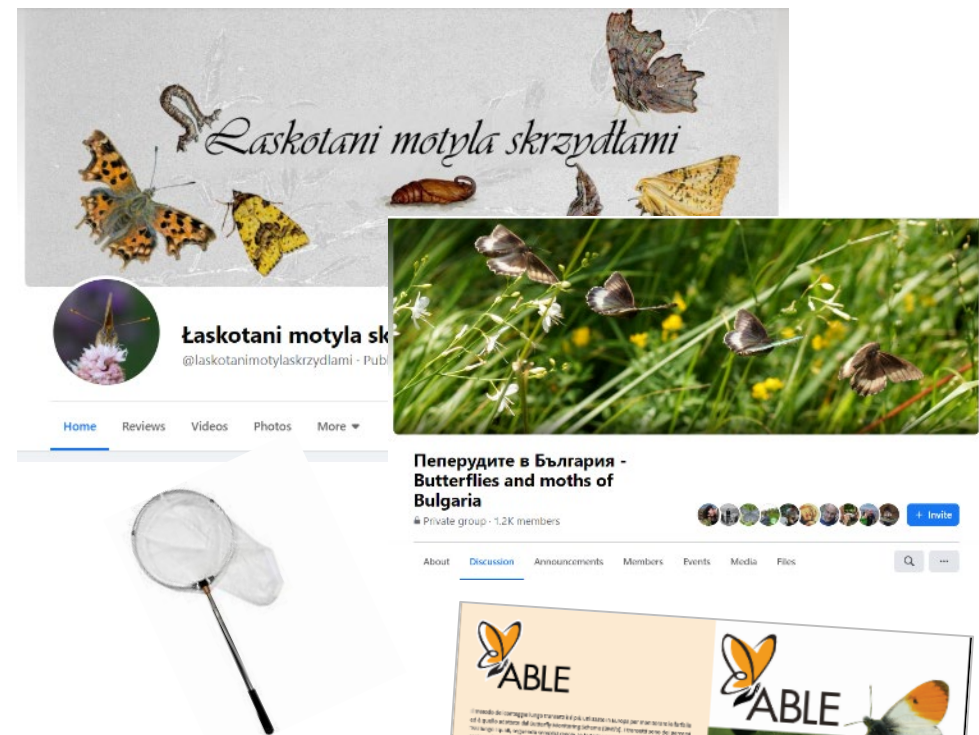 Łaskotani motyla skrzydłami
Łaskotani motyla sk
@laskotanimotylaskrzydlami · Publ
Home Reviews Videos Photos More
Пеперудите в България -
Butterflies and moths of
Bulgaria
Private group · 1.2K members
+ Invite
About Discussion Announcements Members Events Media Files
ABLE
ABLE